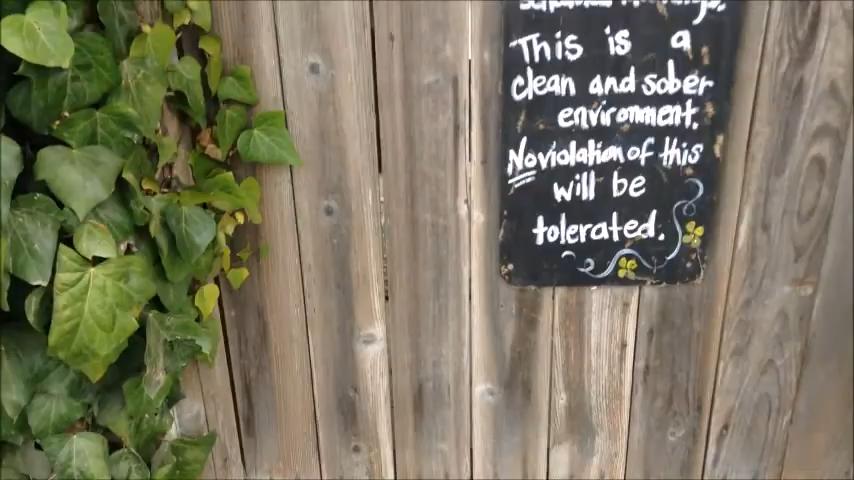 This is a
clean and sober
environment.
No violation of this
will be
tolerated.